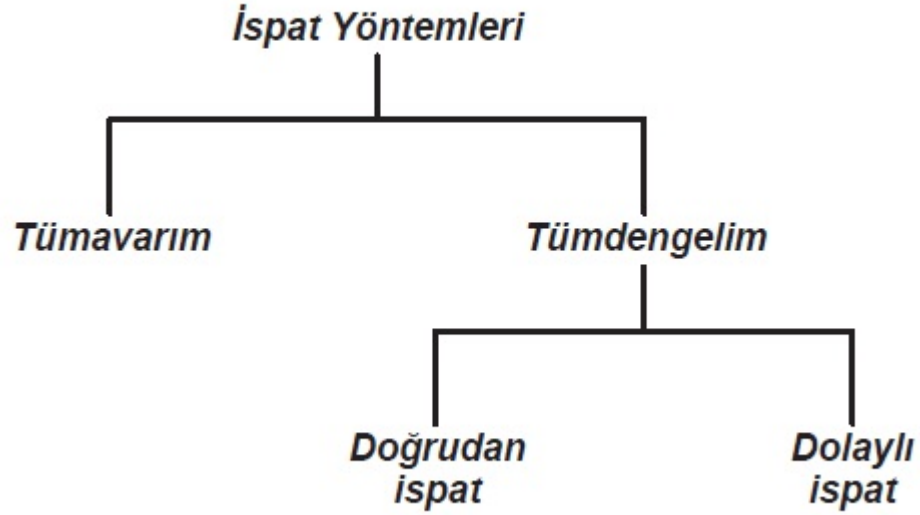 İspat Yöntemleri
Tümavarım
Tümdengelim
Doğrudan
ispat
Dolaylı
ispat